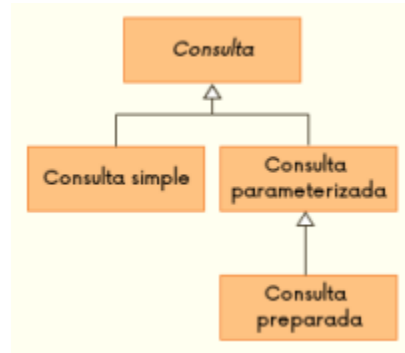 Consulta
Consulta simple
Consulta
parameterizada
Consulta
preparada